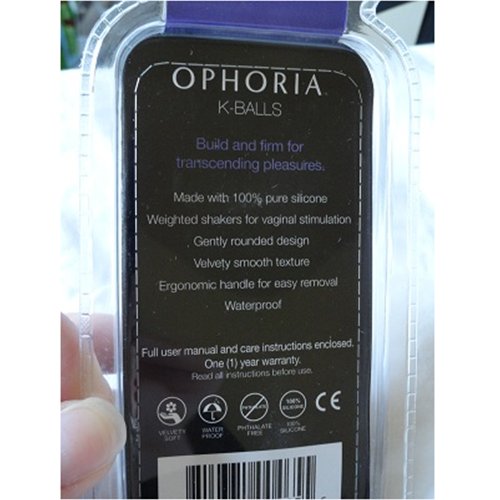 OPHORIA
K-BALLS
Build and firm for
transcending pleasures.
Made with 100% pure silicone
Weighted shakers for vaginal stimulation
Gently rounded design
Velvety smooth texture
Ergonomic handle for easy removal
Waterproof
Full user manual and care instructions enclosed.
One (1) year warranty.
Read all instructions before use.
PHTHALATE 100% SILICONE CE
VELVETY SOFT WATER PROOF PHTHALATE FREE 100% SILICONE